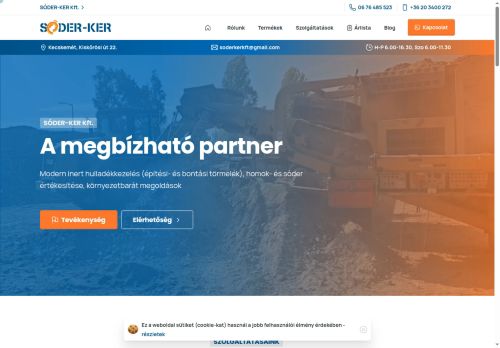 SÓDER-KER Kft.
06 76 485 523
+36 20 3400 272
SÓDER-KER
Rólunk
Termékek
Szolgáltatások
Árlista
Blog
Kapcsolat
Kecskemét, Kiskőrösi út 22.
soderkerkft@gmail.com
H-P 6.00-16.30, Szo 6.00-11.30
SÓDER-KER Kft.
A megbízható partner
Modern inert hulladékkezelés (építési- és bontási törmelék), homok- és sóder
értékesítése, környezetbarát megoldások
Tevékenység
Elérhetőség
Ez a weboldal sütiket (cookie-kat) használ a jobb felhasználói élmény érdekében -
részletek
SZOLGÁLTATÁSAINK